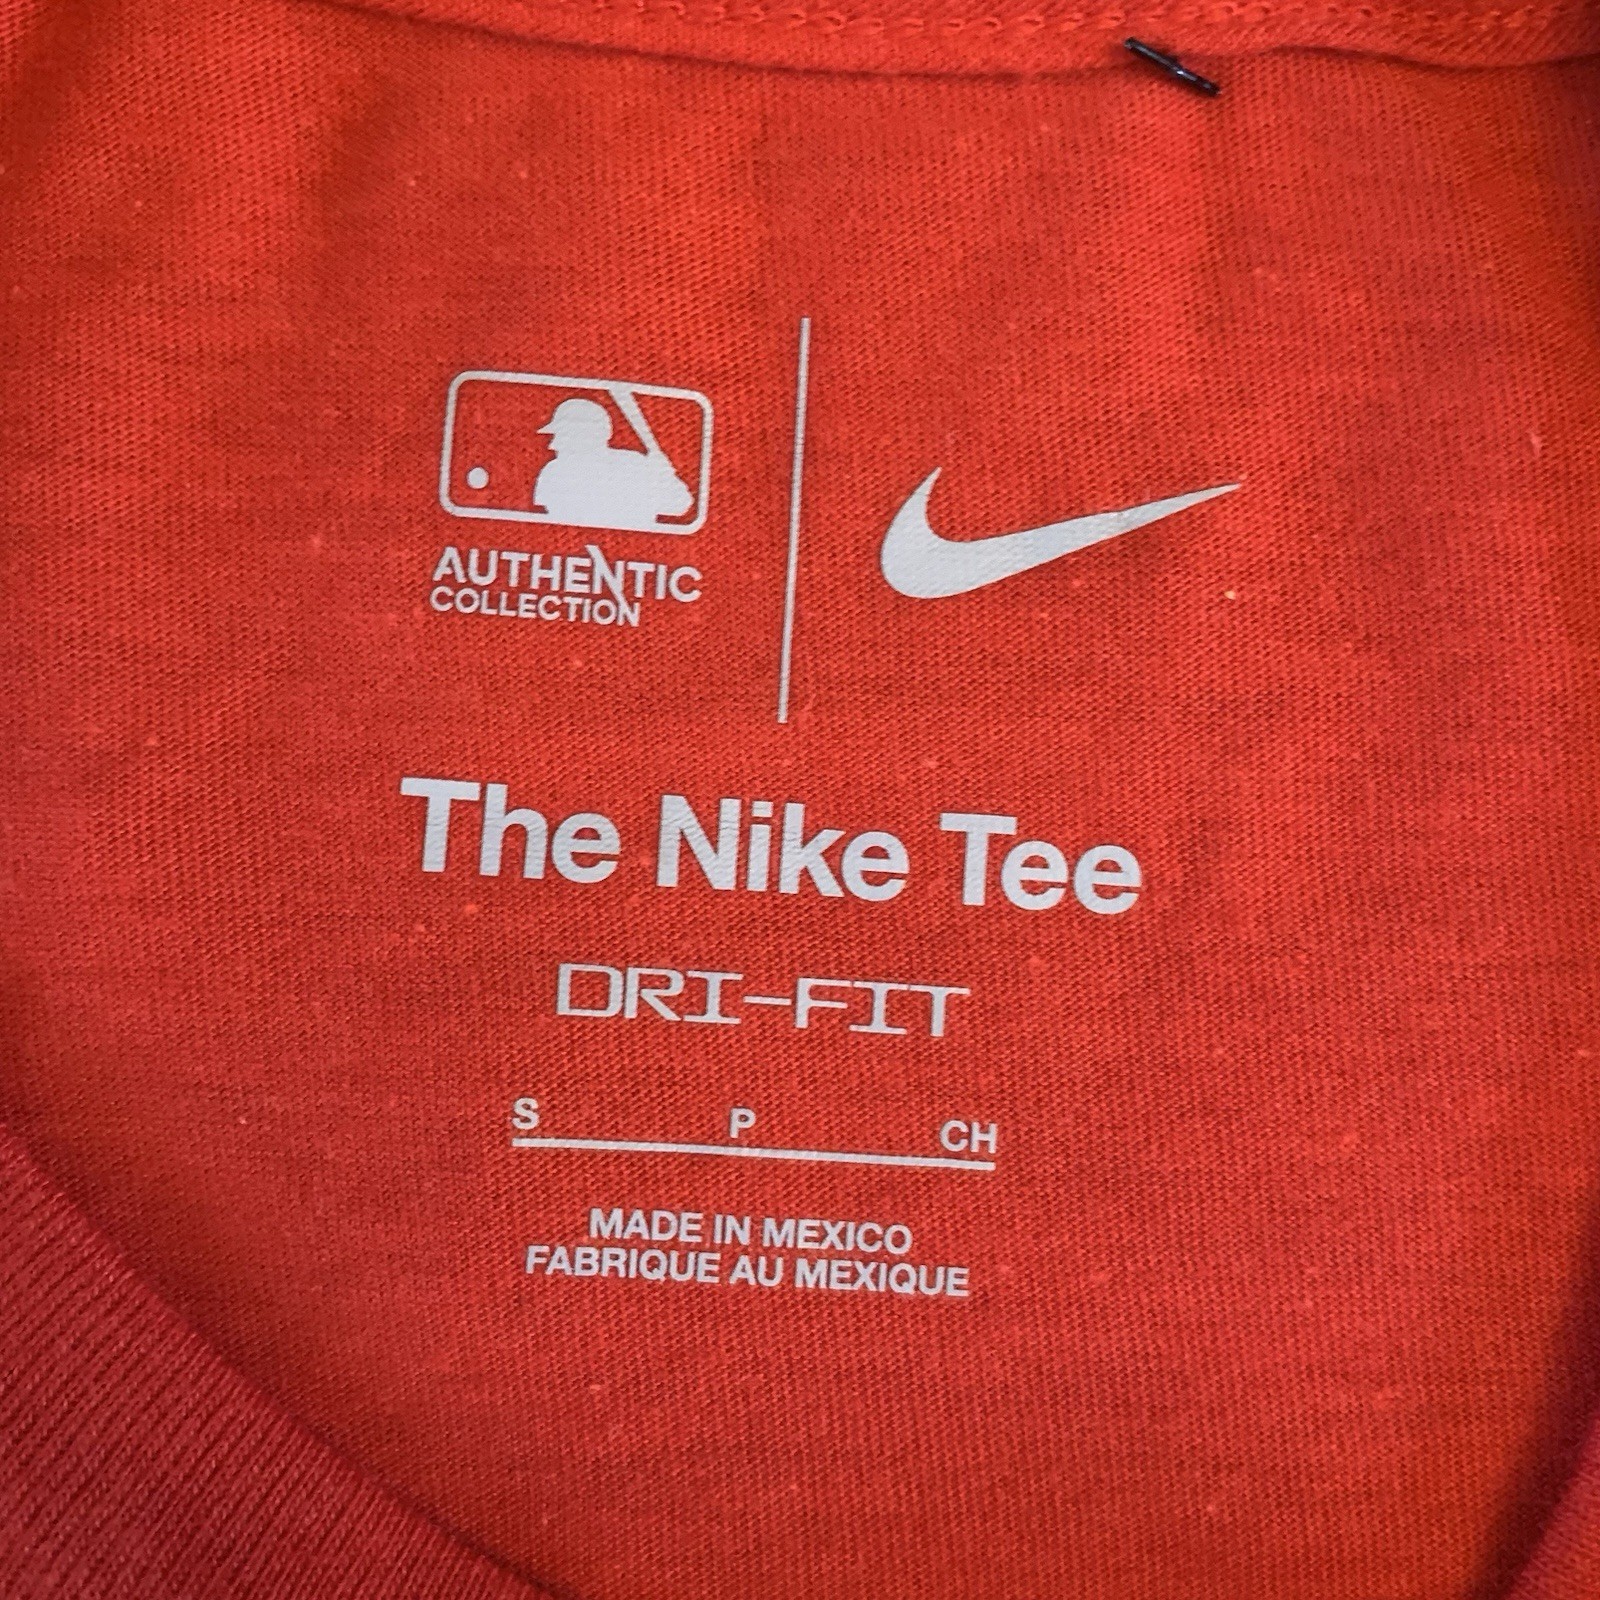 AUTHENTIC
COLLECTION
The Nike Tee
DRI-FIT
S P CH
MADE IN MEXICO
FABRIQUE AU MEXIQUE